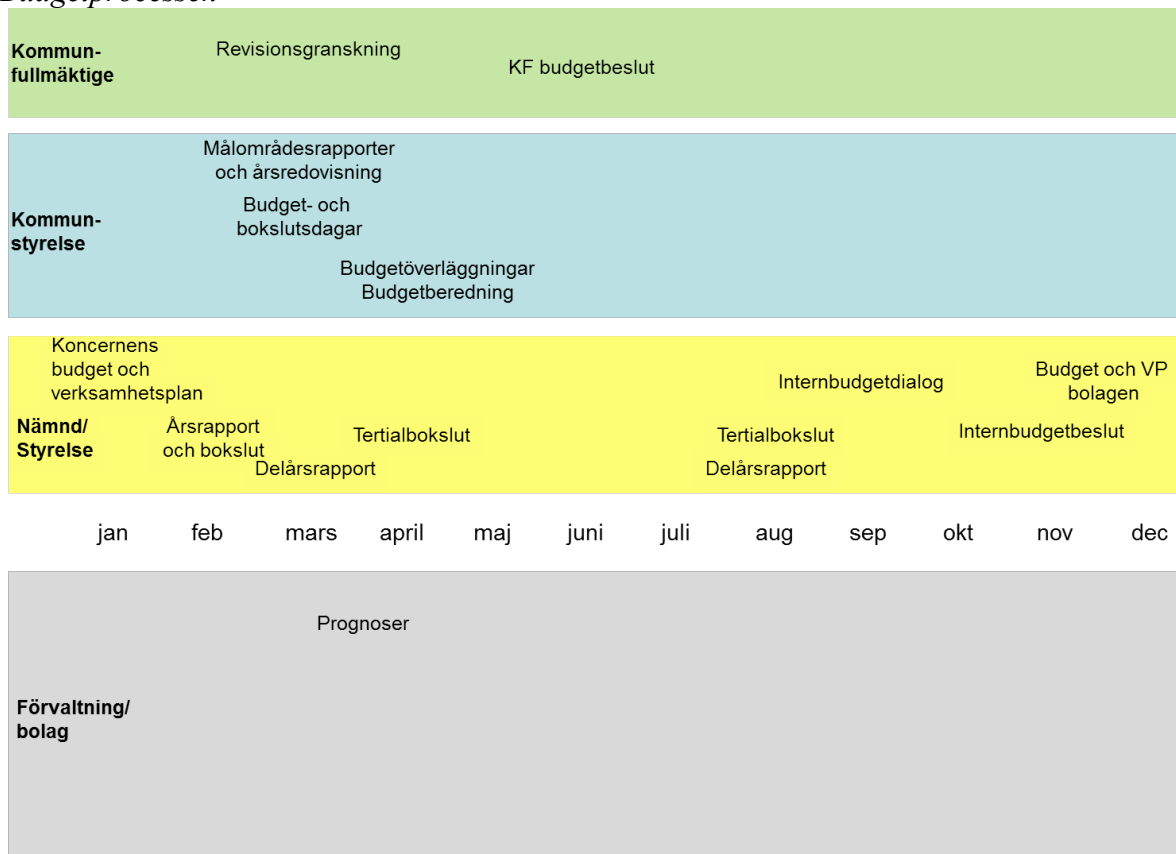 Budgetprocessen
Kommun-
fullmäktige
Revisionsgranskning
KF budgetbeslut
Kommun-
styrelse
Målområdesrapporter
och årsredovisning
Budget- och
bokslutsdagar
Budgetöverläggningar
Budgetberedning
Nämnd/
Styrelse
Koncernens
budget och
verksamhetsplan
Årsrapport
och bokslut
Delårsrapport
Tertialbokslut
Internbudgetdialog
Tertialbokslut
Delårsrapport
Budget och VP
bolagen
Internbudgetbeslut
jan feb mars april maj juni juli aug sep okt nov dec
Förvaltning/
bolag
Prognoser